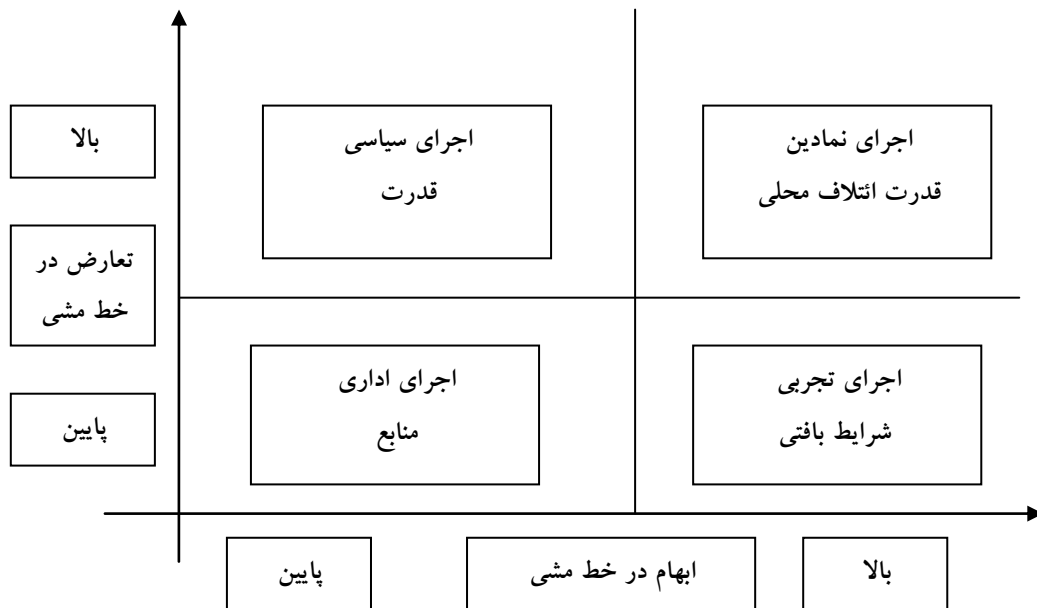 اجرای نمادین
قدرت ائتلاف محلی
اجرای سیاسی
قدرت
بالا
تعارض در
خط مشی
اجرای تجربی
شرایط بافتی
اجرای اداری
منابع
پایین
بالا
ابهام در خط مشی
پایین